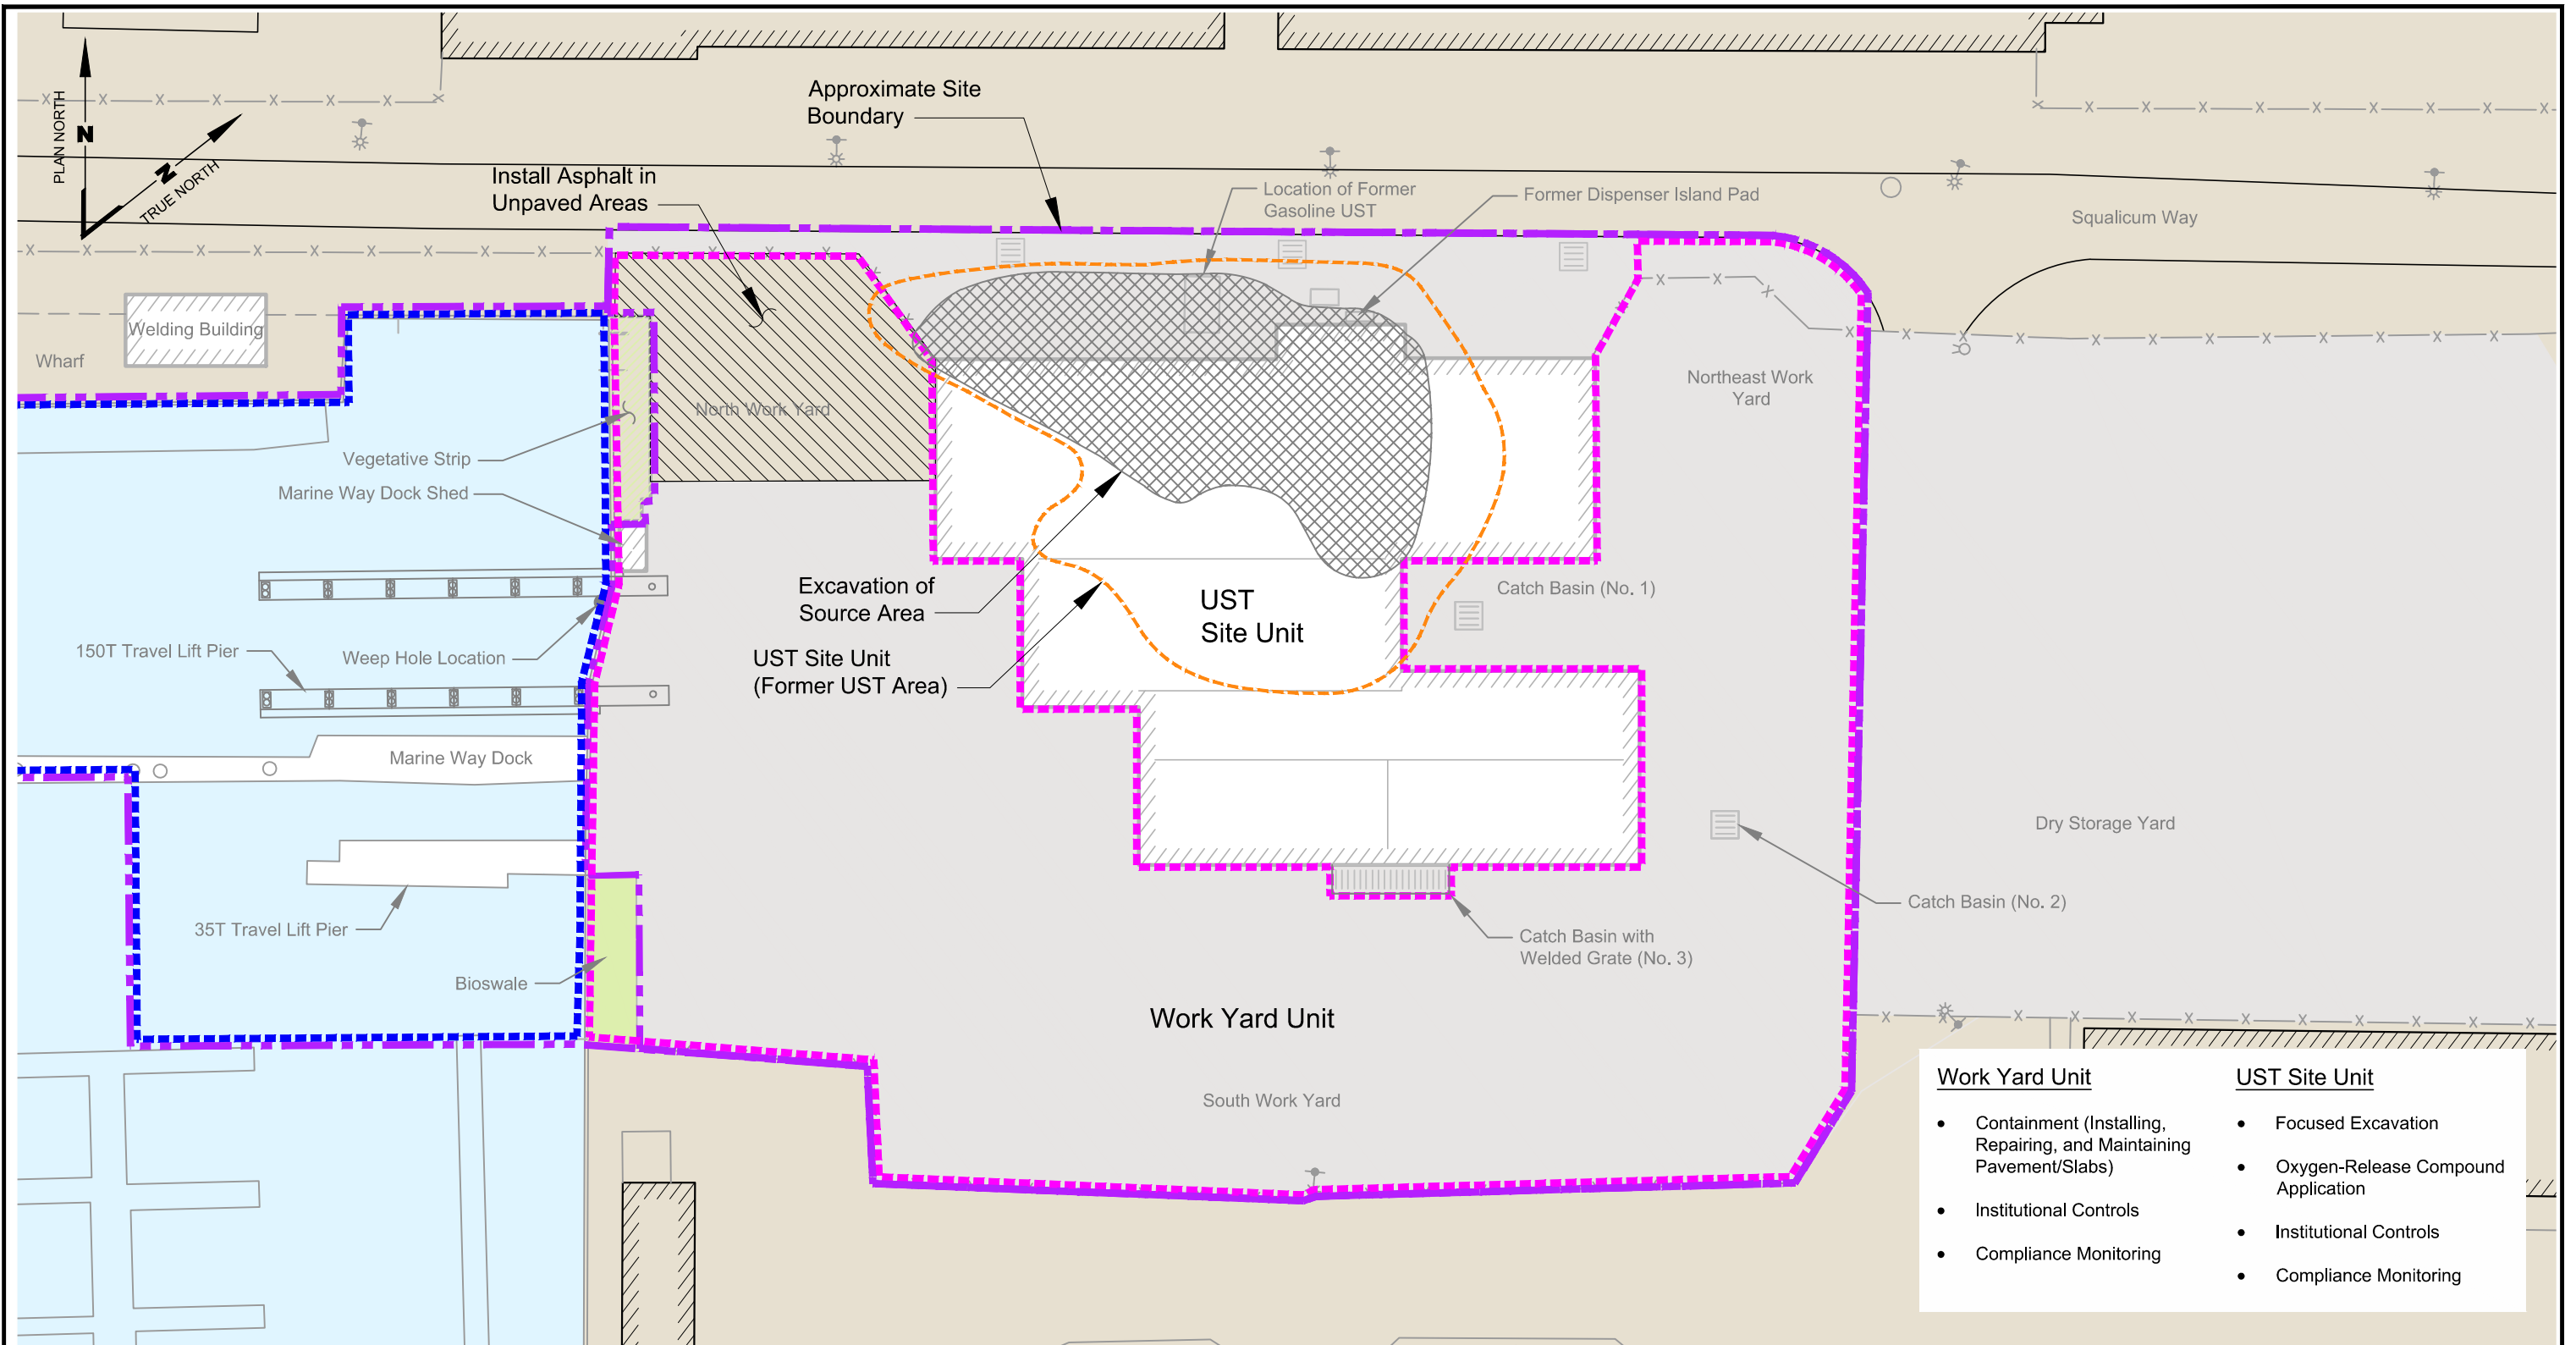 Approximate Site
Boundary
PLAN NORTH
N
N
TRUE NORTH
Install Asphalt in
Unpaved Areas
Location of Former
Gasoline UST
Former Dispenser Island Pad
Squalicum Way
Welding Building
Wharf
Northeast Work
Yard
North Work Yard
Vegetative Strip
Marine Way Dock Shed
Excavation of
Source Area
UST
Site Unit
Catch Basin (No. 1)
150T Travel Lift Pier
Weep Hole Location
UST Site Unit
(Former UST Area)
Marine Way Dock
Dry Storage Yard
Catch Basin (No. 2)
35T Travel Lift Pier
Catch Basin with
Welded Grate (No. 3)
Bioswale
Work Yard Unit
South Work Yard
Work Yard Unit
• Containment (Installing,
Repairing, and Maintaining
Pavement/Slabs)
• Institutional Controls
• Compliance Monitoring
UST Site Unit
• Focused Excavation
• Oxygen-Release Compound
Application
• Institutional Controls
• Compliance Monitoring